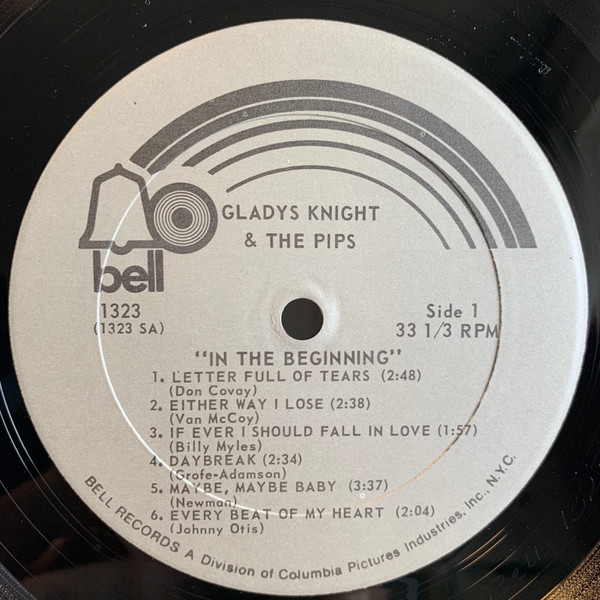 GLADYS KNIGHT
& THE PIPS
bell
1323
(1323 SA)
Side 1
33 1/3 RPM
"IN THE BEGINNING"
1. LETTER FULL OF TEARS (2:48)
(Don Covay)
2. EITHER WAY I LOSE (2:38)
(Van McCoy)
3. IF EVER I SHOULD FALL IN LOVE (1:57)
(Billy Myles)
4. DAYBREAK (2:34)
(Grofe-Adamson)
5. MAYBE, MAYBE BABY (3:37)
(Newman)
6. EVERY BEAT OF MY HEART (2:04)
(Johnny Otis)
BELL RECORDS A Division of Columbia Pictures Industries, Inc., N.Y.C.